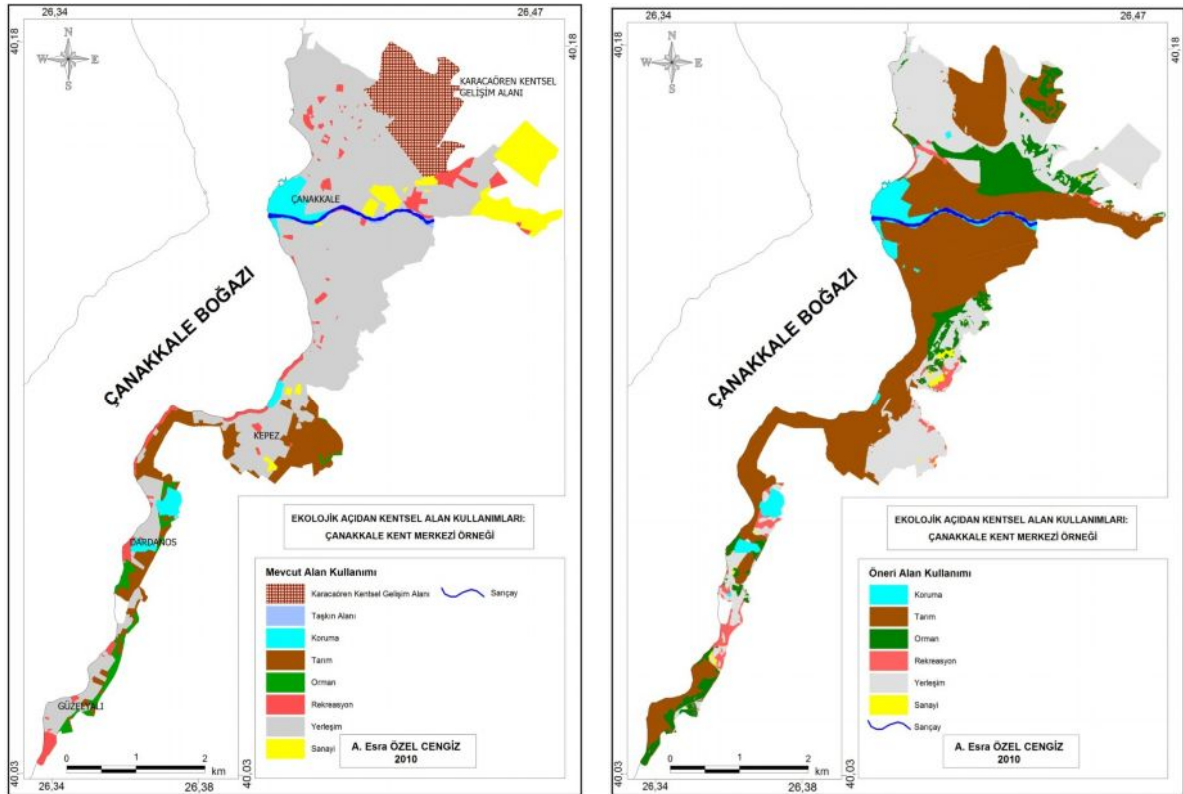 26,34
26,47
40,18
40,18
N
W
E
S
KARACAÖREN KENTSEL
GELİŞİM ALANI
ÇANAKKALE
ÇANAKKALE BOĞAZI
KEPEZ
DARDANOS
GÜZELYALI
EKOLOJİK AÇIDAN KENTSEL ALAN KULLANIMLARI:
ÇANAKKALE KENT MERKEZİ ÖRNEĞİ
Mevcut Alan Kullanımı
Karacaören Kentsel Gelişim Alanı
Sarıçay
Taşkın Alanı
Koruma
Tarım
Orman
Rekreasyon
Yerleşim
Sanayi
A. Esra ÖZEL CENGİZ
2010
0 1 2
km
40,03
26,34
26,38
26,34
26,47
40,18
40,18
N
W
E
S
ÇANAKKALE BOĞAZI
EKOLOJİK AÇIDAN KENTSEL ALAN KULLANIMLARI:
ÇANAKKALE KENT MERKEZİ ÖRNEĞİ
Öneri Alan Kullanımı
Koruma
Tarım
Orman
Rekreasyon
Yerleşim
Sanayi
Sarıçay
A. Esra ÖZEL CENGİZ
2010
0 1 2
km
40,03
26,34
26,38